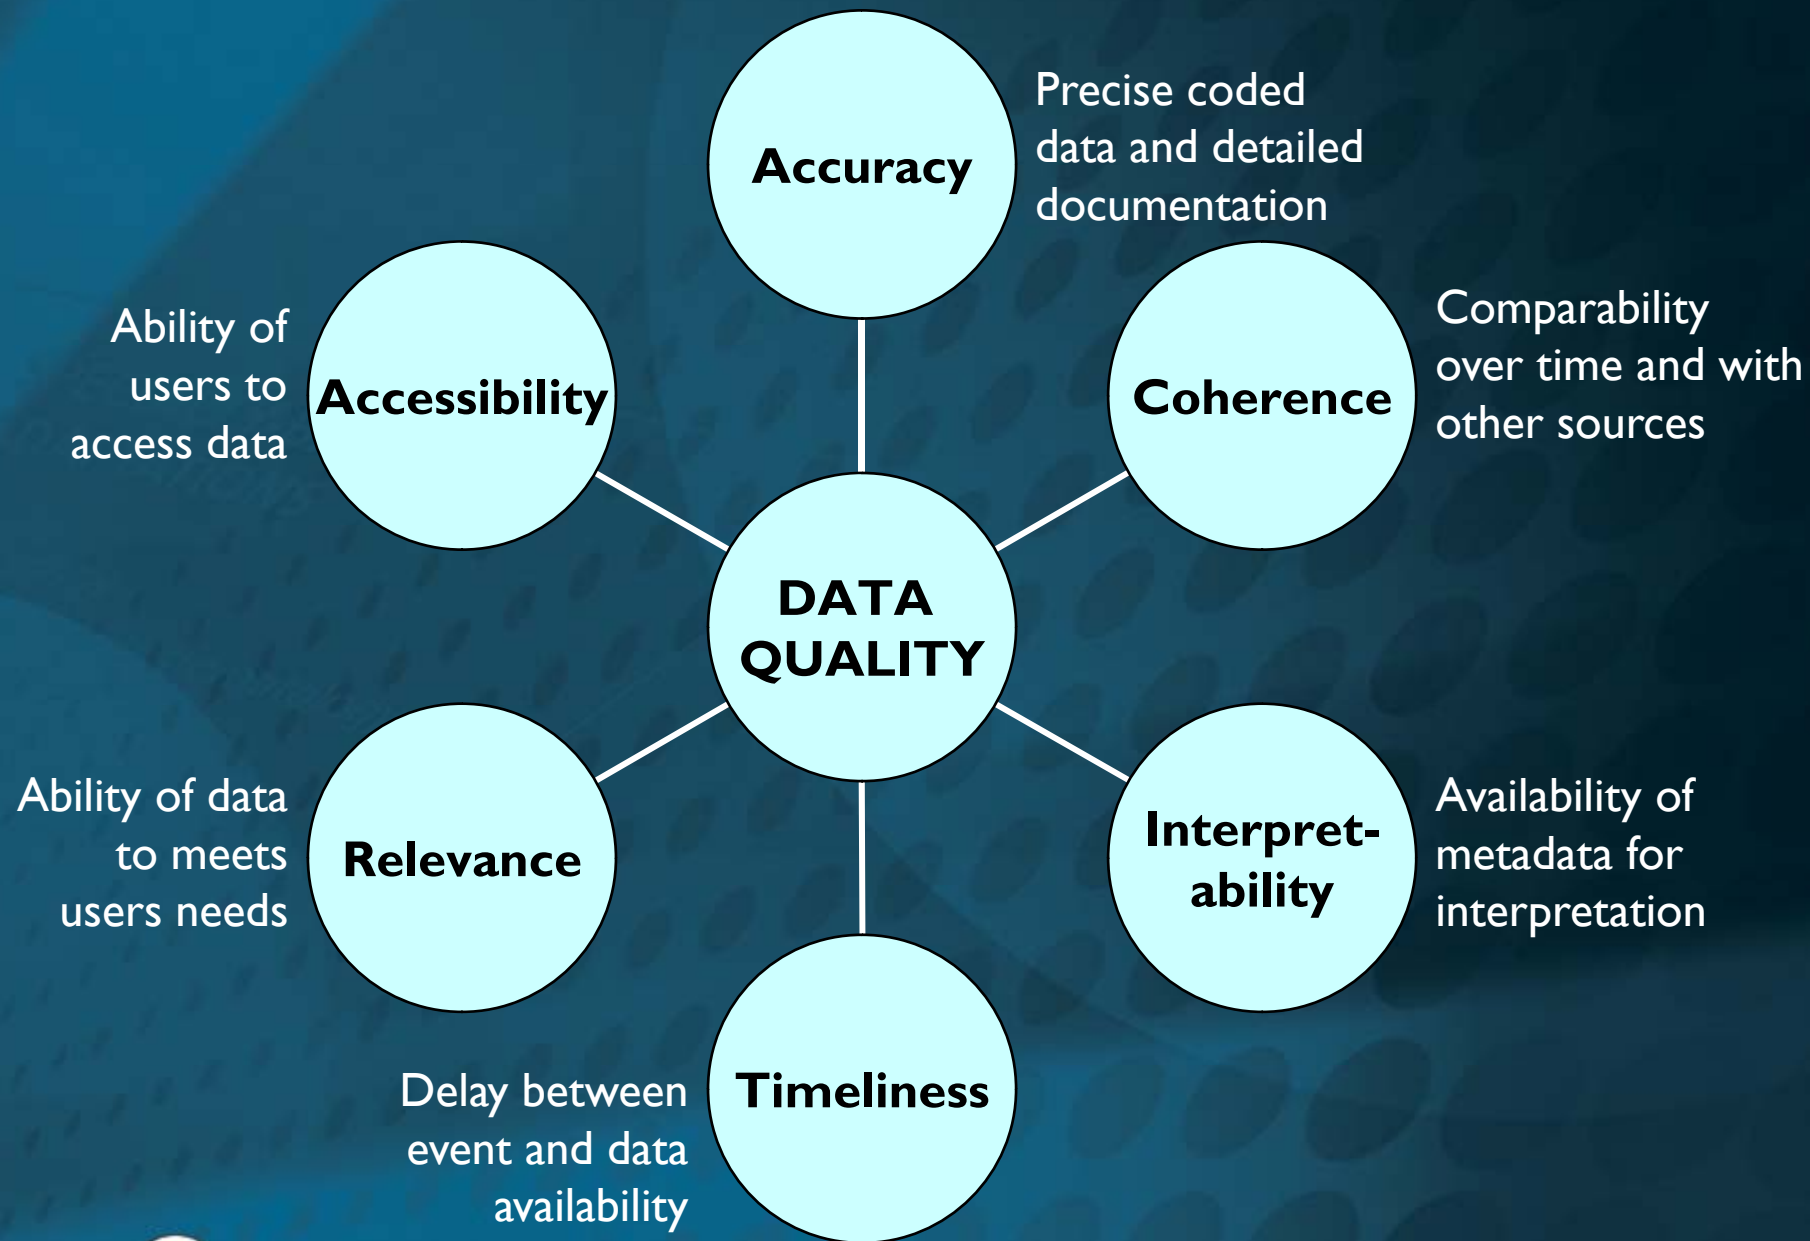 Accuracy
Precise coded
data and detailed
documentation
Coherence
Comparability
over time and with
other sources
Interpret-
ability
Availability of
metadata for
interpretation
Timeliness
Delay between
event and data
availability
Relevance
Ability of data
to meets
users needs
Accessibility
Ability of
users to
access data
DATA
QUALITY